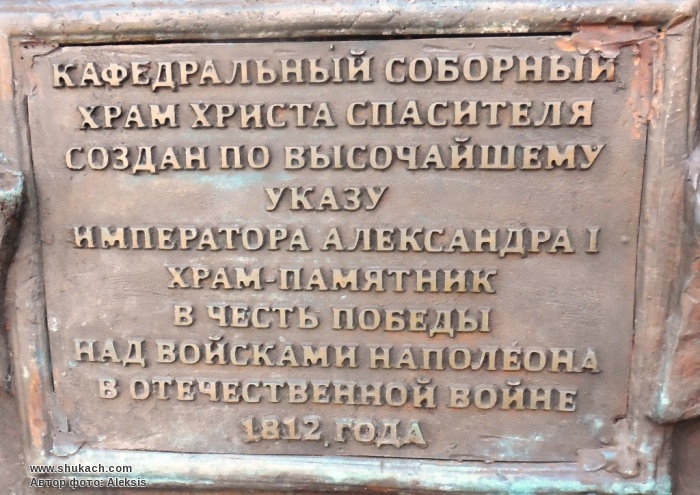 КАФЕДРАЛЬНЫЙ СОБОРНЫЙ
ХРАМ ХРИСТА СПАСИТЕЛЯ
СОЗДАН ПО ВЫСОЧАЙШЕМУ
УКАЗУ
ИМПЕРАТОРА АЛЕКСАНДРА I
ХРАМ-ПАМЯТНИК
В ЧЕСТЬ ПОБЕДЫ
НАД ВОЙСКАМИ НАПОЛЕОНА
В ОТЕЧЕСТВЕННОЙ ВОЙНЕ
1812 ГОДА
www.shukach.com
Автор фото: Aleksis